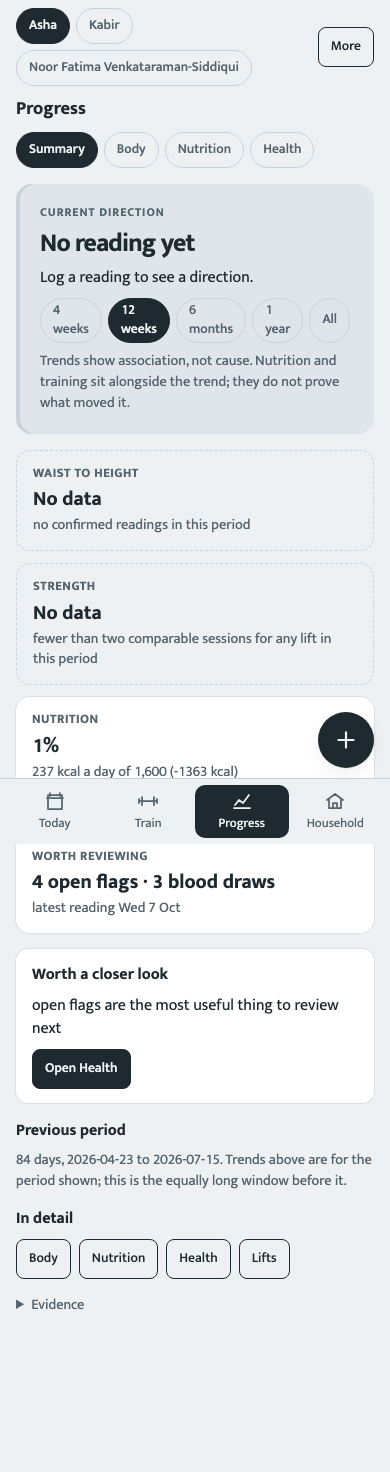 Asha
Kabir
Noor Fatima Venkataraman-Siddiqui
More
Progress
Summary
Body
Nutrition
Health
CURRENT DIRECTION
No reading yet
Log a reading to see a direction.
4 weeks
12 weeks
6 months
1 year
All
Trends show association, not cause. Nutrition and
training sit alongside the trend; they do not prove
what moved it.
WAIST TO HEIGHT
No data
no confirmed readings in this period
STRENGTH
No data
fewer than two comparable sessions for any lift in
this period
NUTRITION
1%
237 kcal a day of 1,600 (-1363 kcal)
Today
Train
Progress
Household
WORTH REVIEWING
4 open flags · 3 blood draws
latest reading Wed 7 Oct
Worth a closer look
open flags are the most useful thing to review
next
Open Health
Previous period
84 days, 2026-04-23 to 2026-07-15. Trends above are for the
period shown; this is the equally long window before it.
In detail
Body
Nutrition
Health
Lifts
Evidence